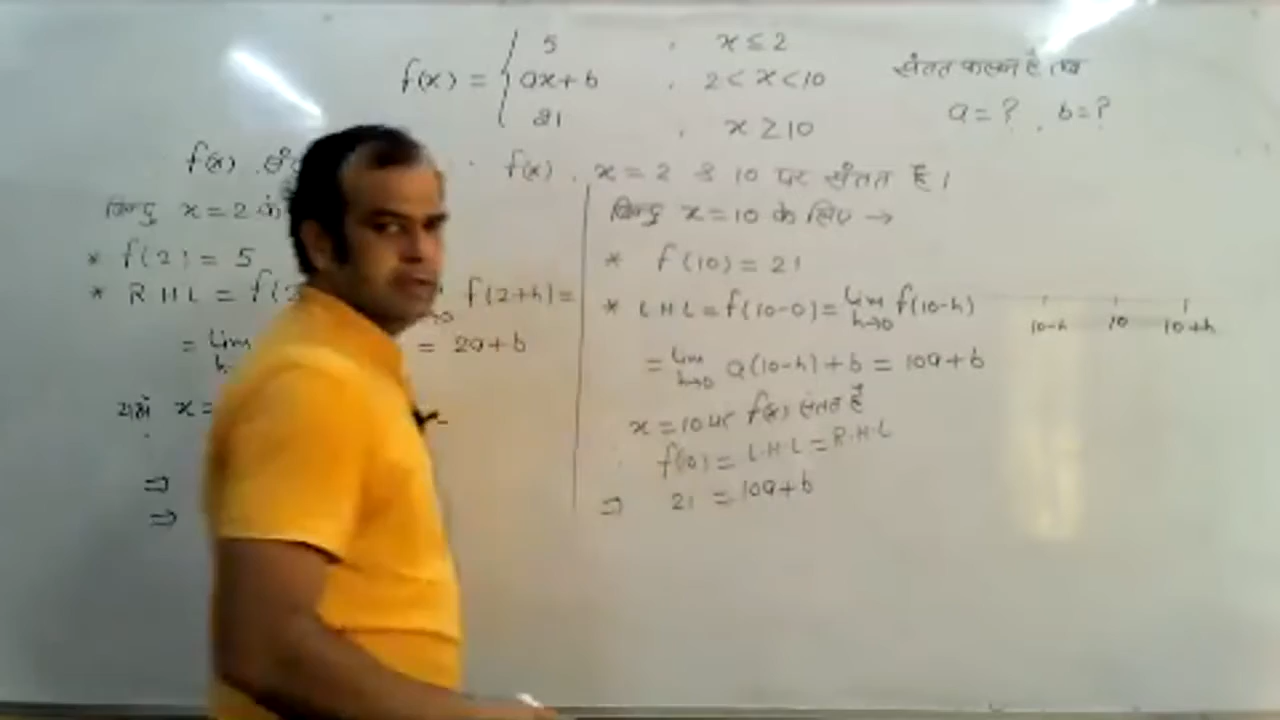 f(x) = { 5 , x ≤ 2
ax+b , 2 < x < 10
21 , x ≥ 10
संतत फलन है तब
a = ? , b = ?
f(x)
f(x) , x = 2 व 10 पर संतत है।
बिन्दु x = 2 के
* f(2) = 5
* R H L = f(2 f(2+h) =
= Lim = 2a+b
h
यहाँ x =
⇒
⇒
बिन्दु x = 10 के लिए →
* f(10) = 21
* L H L = f(10-0) = Lim f(10-h)
h→0
= Lim a(10-h) + b = 10a+b
h→0
x = 10 पर f(x) संतत है
f(10) = L.H.L = R.H.L
⇒ 21 = 10a+b
10-h 10 10+h